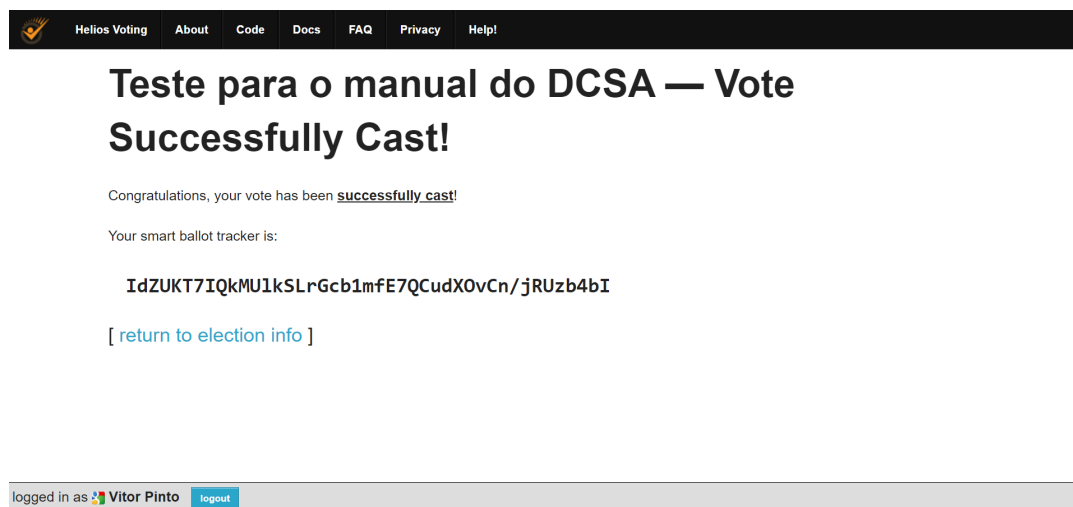 Helios Voting About Code Docs FAQ Privacy Help!
Teste para o manual do DCSA — Vote
Successfully Cast!
Congratulations, your vote has been successfully cast!
Your smart ballot tracker is:
IdZUKT7IQkMUlkSLrGcb1mfE7QCudXOvCn/jRUzb4bI
[ return to election info ]
logged in as Vitor Pinto logout